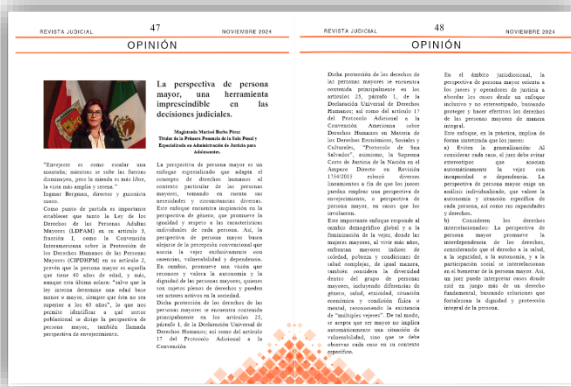 REVISTA JUDICIAL
47
NOVIEMBRE 2024
OPINIÓN
La perspectiva de persona
mayor, una herramienta
imprescindible en las
decisiones judiciales.
Magistrada Marisol Barba Pérez
Titular de la Primera Ponencia de la Sala Penal y
Especializada en Administración de Justicia para
Adolescentes.
"Envejecer es como escalar una
montaña; mientras se sube las fuerzas
disminuyen, pero la mirada es más libre,
la vista más amplia y serena."
Ingmar Bergman, director y guionista
sueco.
Como punto de partida es importante
establecer que tanto la Ley de los
Derechos de las Personas Adultas
Mayores (LDPAM) en su artículo 3,
fracción I, como la Convención
Interamericana sobre la Protección de
los Derechos Humanos de las Personas
Mayores (CIPDHPM) en su artículo 2,
prevén que la persona mayor es aquella
que tiene 60 años de edad, y más,
aunque esta última aclara: "salvo que la
ley interna determine una edad base
menor o mayor, siempre que ésta no sea
superior a los 65 años", lo que nos
permite identificar a qué sector
poblacional se dirige la perspectiva de
persona mayor, también llamada
perspectiva de envejecimiento.
La perspectiva de persona mayor es un
enfoque especializado que adapta el
concepto de derechos humanos al
contexto particular de las personas
mayores, tomando en cuenta sus
necesidades y circunstancias diversas.
Este enfoque encuentra inspiración en la
perspectiva de género, que promueve la
igualdad y respeto a las características
individuales de cada persona. Así, la
perspectiva de persona mayor busca
alejarse de la percepción convencional que
asocia la vejez exclusivamente con
carencias, vulnerabilidad y dependencia.
En cambio, promueve una visión que
reconoce y valora la autonomía y la
dignidad de las personas mayores, quienes
son sujetos plenos de derechos y pueden
ser actores activos en la sociedad.
Dicha protección de los derechos de las
personas mayores se encuentra contenida
principalmente en los artículos 25,
párrafo 1, de la Declaración Universal de
Derechos Humanos; así como del artículo
17 del Protocolo Adicional a la
Convención
REVISTA JUDICIAL
48
NOVIEMBRE 2024
OPINIÓN
Dicha protección de los derechos de
las personas mayores se encuentra
contenida principalmente en los
artículos 25, párrafo 1, de la
Declaración Universal de Derechos
Humanos; así como del artículo 17
del Protocolo Adicional a la
Convención Americana sobre
Derechos Humanos en Materia de
los Derechos Económicos, Sociales y
Culturales, "Protocolo de San
Salvador", asimismo, la Suprema
Corte de Justicia de la Nación en el
Amparo Directo en Revisión
1754/2015 esbozó diversos
lineamientos a fin de que los jueces
puedan emplear una perspectiva de
envejecimiento, o perspectiva de
persona mayor, en casos que los
involucren.
Este importante enfoque responde al
cambio demográfico global y a la
feminización de la vejez, donde las
mujeres mayores, al vivir más años,
enfrentan mayores índices de
soledad, pobreza y condiciones de
salud complejas, de igual manera,
también considera la diversidad
dentro del grupo de personas
mayores, incluyendo diferencias de
género, salud, etnicidad, situación
económica y condición física o
mental, reconociendo la existencia
de "múltiples vejeces". De tal modo,
se acepta que ser mayor no implica
automáticamente una situación de
vulnerabilidad, sino que se debe
observar cada caso en su contexto
específico.
En el ámbito jurisdiccional, la
perspectiva de persona mayor orienta a
los jueces y operadores de justicia a
abordar los casos desde un enfoque
inclusivo y no estereotipado, buscando
proteger y hacer efectivos los derechos
de las personas mayores de manera
integral.
Este enfoque, en la práctica, implica de
forma sintetizada que los jueces:
a) Eviten la generalización: Al
considerar cada caso, el juez debe evitar
estereotipos que asocian
automáticamente la vejez con
incapacidad o dependencia. La
perspectiva de persona mayor exige un
análisis individualizado, que valore la
autonomía y situación específica de
cada persona, así como sus capacidades
y derechos.
b) Consideren los derechos
interrelacionados: La perspectiva de
persona mayor promueve la
interdependencia de los derechos,
considerando que el derecho a la salud,
a la seguridad, a la autonomía, y a la
participación social se interrelacionan
en el bienestar de la persona mayor. Así,
un juez puede interpretar casos donde
esté en juego más de un derecho
fundamental, buscando soluciones que
fortalezcan la dignidad y protección
integral de la persona.